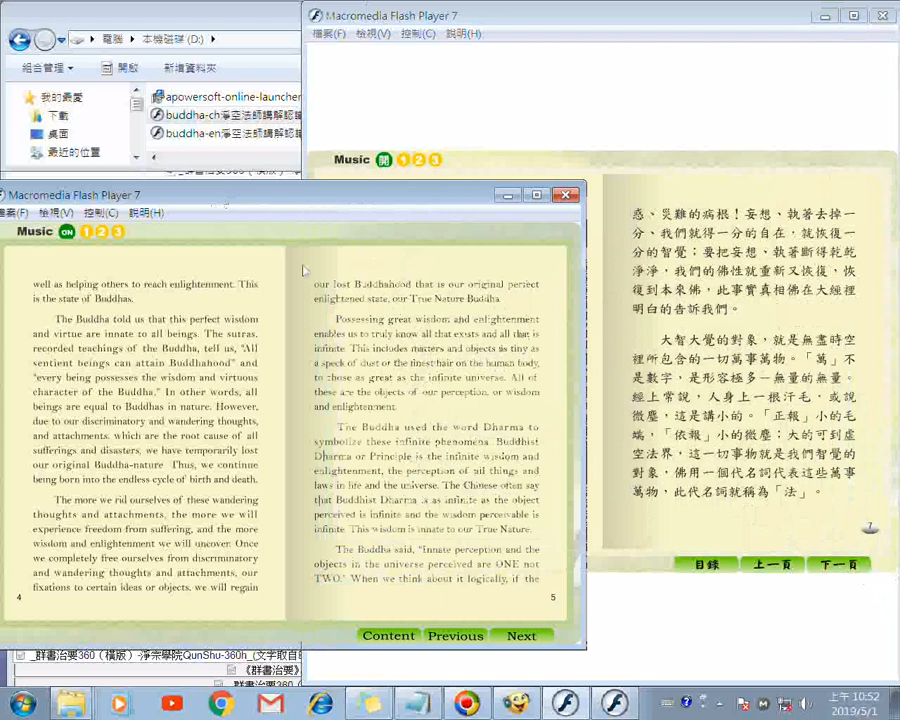 Macromedia Flash Player 7
檔案(F) 檢視(V) 控制(C) 說明(H)
電腦 ▶ 本機磁碟 (D:) ▶
組合管理 開啟 新增資料夾
我的最愛
下載
桌面
最近的位置
apowersoft-online-launcher
buddha-ch淨空法師講解認識
buddha-en淨空法師講解認識
Music 開 1 2 3
惑、災難的病根！妄想、執著去掉一
分、我們就得一分的自在，就恢復一
分的智覺；要把妄想、執著斷得乾乾
淨淨，我們的佛性就重新又恢復，恢
復到本來佛，此事實真相佛在大經裡
明白的告訴我們。
大智大覺的對象，就是無盡時空
裡所包含的一切萬事萬物。「萬」不
是數字，是形容極多—無量的無量。
經上常說，人身上一根汗毛，或說
微塵，這是講小的。「正報」小的毛
端，「依報」小的微塵；大的可到虛
空法界，這一切事物就是我們智覺的
對象，佛用一個代名詞代表這些萬事
萬物，此代名詞就稱為「法」。
7
目錄 上一頁 下一頁
Macromedia Flash Player 7
檔案(F) 檢視(V) 控制(C) 說明(H)
Music ON 1 2 3
well as helping others to reach enlightenment. This
is the state of Buddhas.
The Buddha told us that this perfect wisdom
and virtue are innate to all beings. The sutras,
recorded teachings of the Buddha, tell us, "All
sentient beings can attain Buddhahood" and
"every being possesses the wisdom and virtuous
character of the Buddha." In other words, all
beings are equal to Buddhas in nature. However,
due to our discriminatory and wandering thoughts,
and attachments, which are the root cause of all
sufferings and disasters, we have temporarily lost
our original Buddha-nature. Thus, we continue
being born into the endless cycle of birth and death.
The more we rid ourselves of these wandering
thoughts and attachments, the more we will
experience freedom from suffering, and the more
wisdom and enlightenment we will uncover. Once
we completely free ourselves from discriminatory
and wandering thoughts and attachments, our
fixations to certain ideas or objects, we will regain
4
our lost Buddhahood that is our original perfect
enlightened state, our True Nature Buddha.
Possessing great wisdom and enlightenment
enables us to truly know all that exists and all that is
infinite. This includes matters and objects as tiny as
a speck of dust or the finest hair on the human body,
to those as great as the infinite universe. All of
these are the objects of our perception, or wisdom
and enlightenment.
The Buddha used the word Dharma to
symbolize these infinite phenomena. Buddhist
Dharma or Principle is the infinite wisdom and
enlightenment, the perception of all things and
laws in life and the universe. The Chinese often say
that Buddhist Dharma is as infinite as the object
perceived is infinite and the wisdom perceivable is
infinite. This wisdom is innate to our True Nature.
The Buddha said, "Innate perception and the
objects in the universe perceived are ONE not
TWO." When we think about it logically, if the
5
Content Previous Next
_群書治要360（橫版）-淨宗學院QunShu-360h_(文字取自
《群書治要》
上午 10:52
2019/5/1